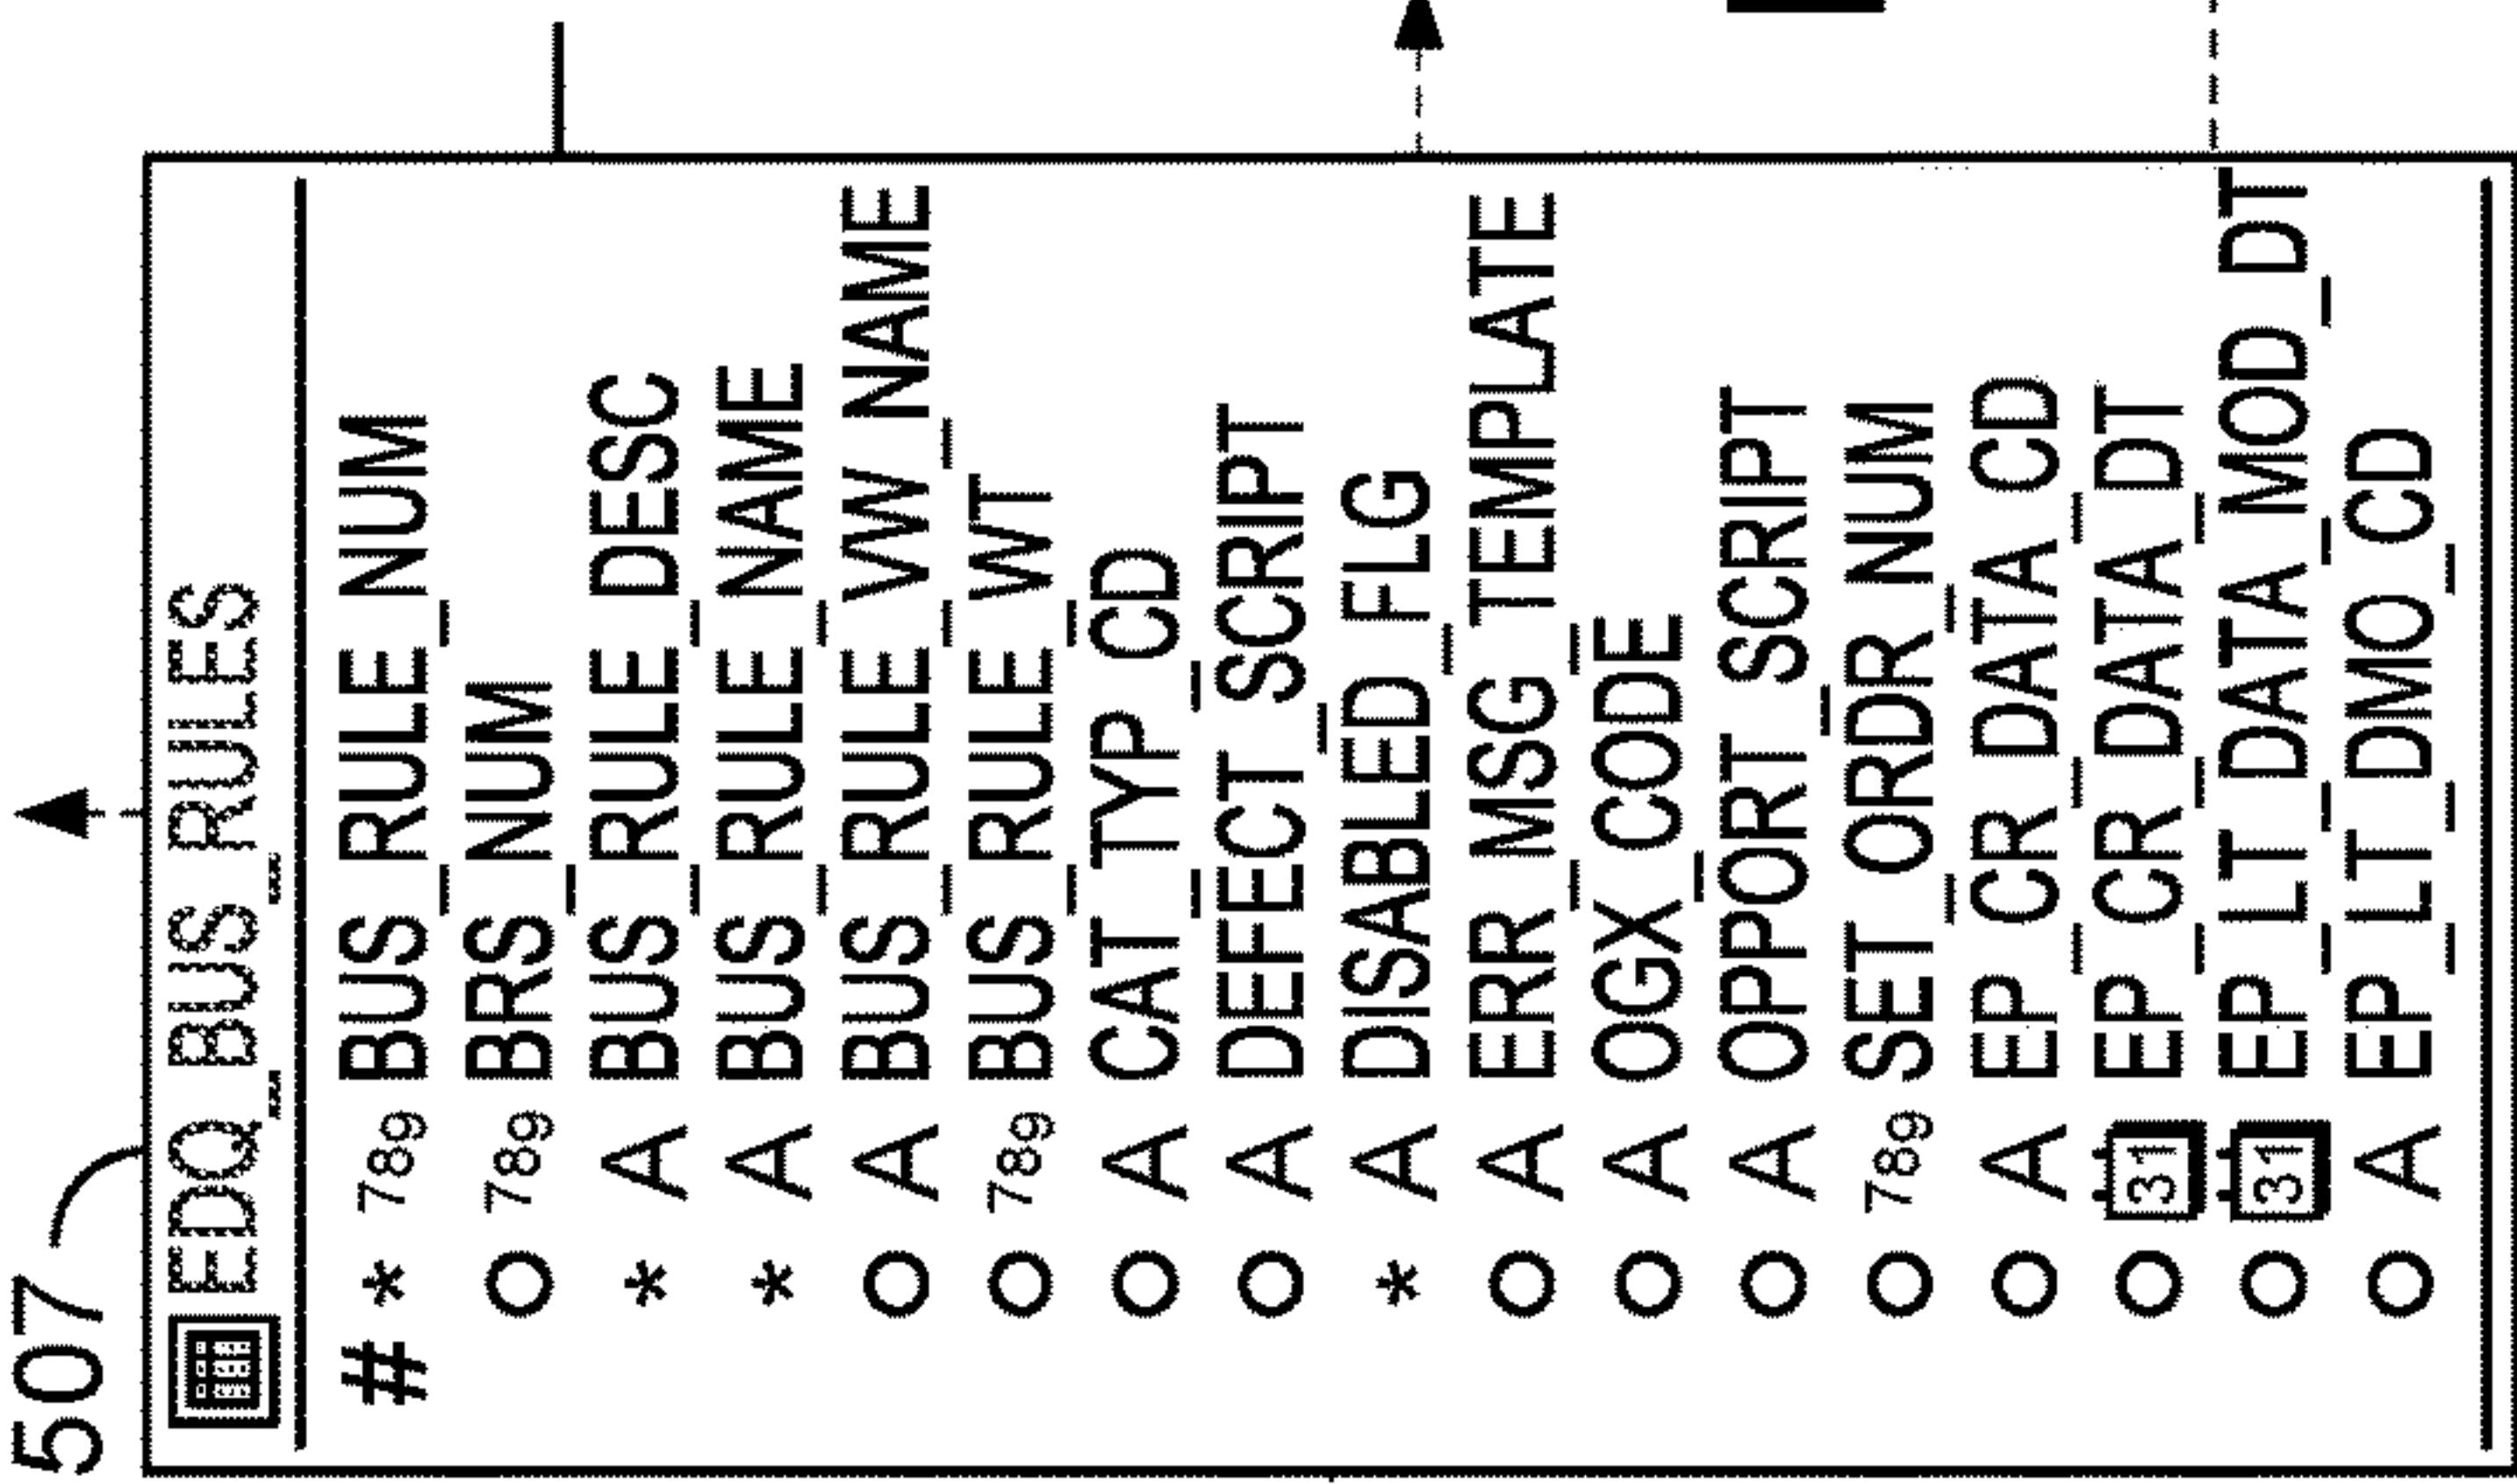 507
EDQ_BUS_RULES
# * 789 BUS_RULE_NUM
O 789 BRS_NUM
* A BUS_RULE_DESC
* A BUS_RULE_NAME
O A BUS_RULE_VW_NAME
O 789 BUS_RULE_WT
O A CAT_TYP_CD
O A DEFECT_SCRIPT
* A DISABLED_FLG
O A ERR_MSG_TEMPLATE
O A OGX_CODE
O A OPPORT_SCRIPT
O 789 SET_ORDR_NUM
O A EP_CR_DATA_CD
O 31 EP_CR_DATA_DT
O 31 EP_LT_DATA_MOD_DT
O A EP_LT_DMO_CD